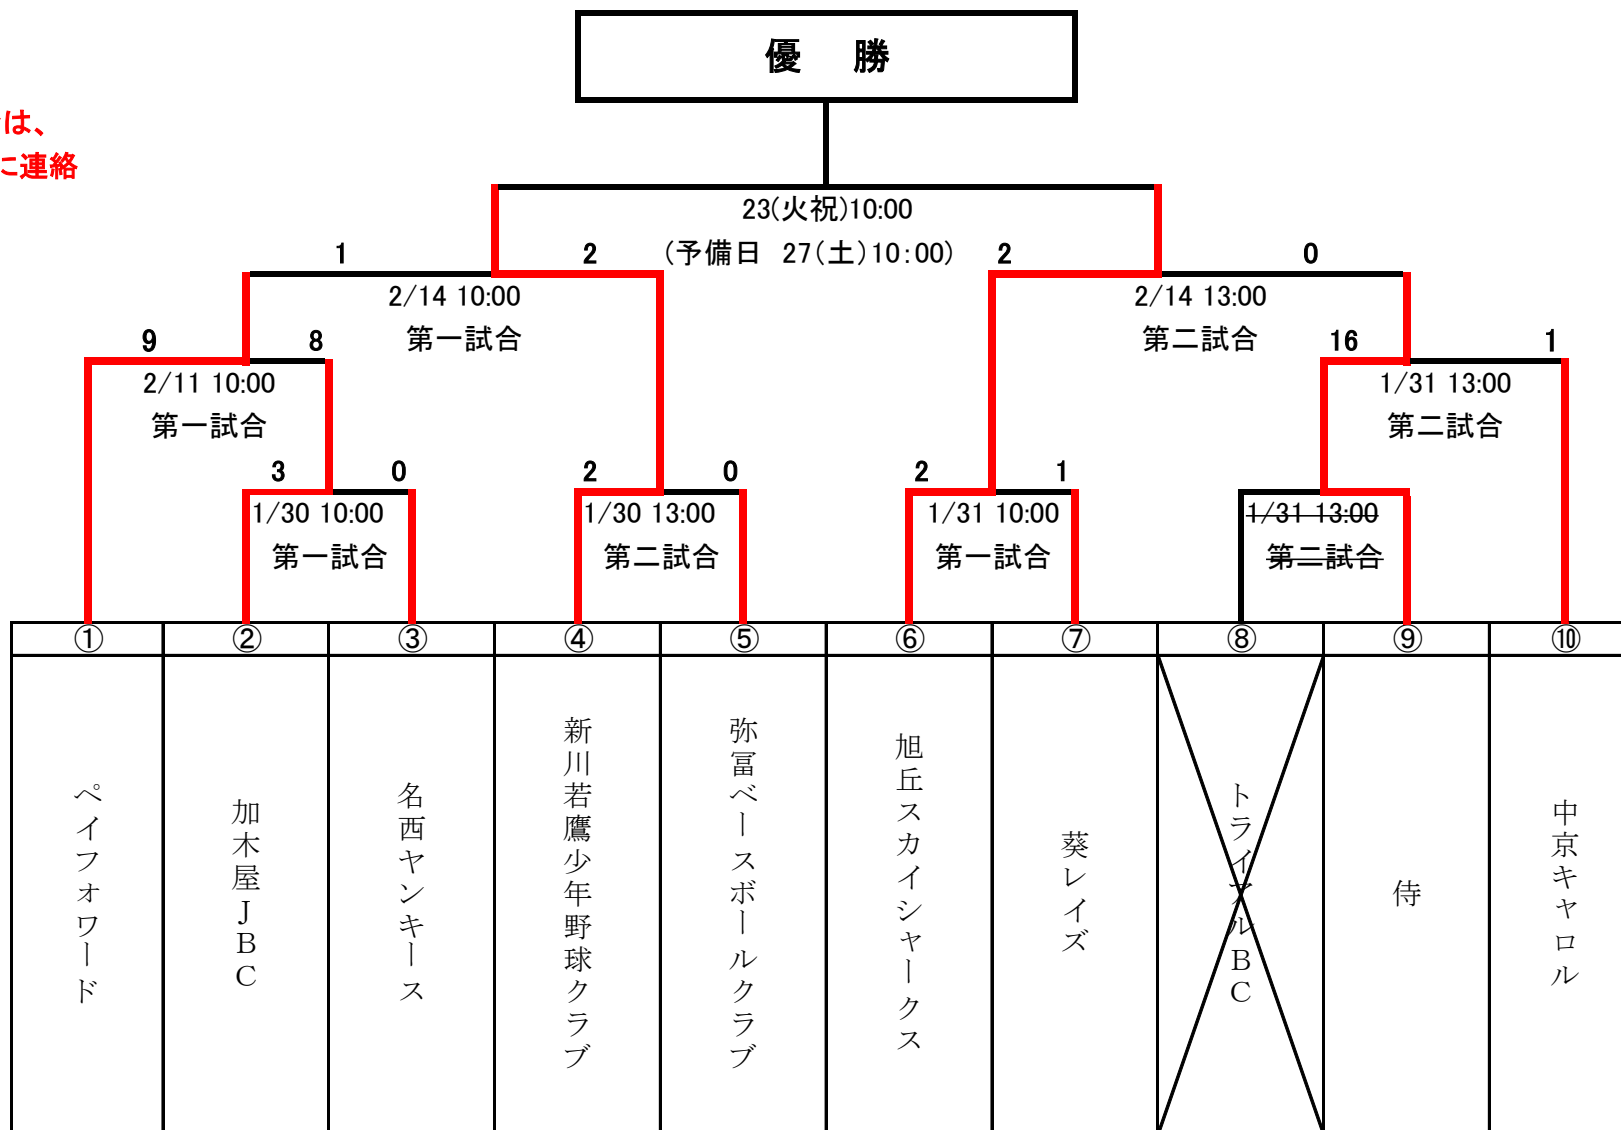 優　勝
は、
に連絡
23(火祝)10:00
(予備日　27(土)10:00)
1
2
2
0
2/14 10:00
第一試合
2/14 13:00
第二試合
9
8
16
1
2/11 10:00
第一試合
1/31 13:00
第二試合
3
0
2
0
2
1
1/30 10:00
第一試合
1/30 13:00
第二試合
1/31 10:00
第一試合
1/31 13:00
第二試合
①
②
③
④
⑤
⑥
⑦
⑧
⑨
⑩
ペイフォワード
加木屋JBC
名西ヤンキース
新川若鷹少年野球クラブ
弥冨ベースボールクラブ
旭丘スカイシャークス
葵レイズ
トライアルBC
侍
中京キャロル